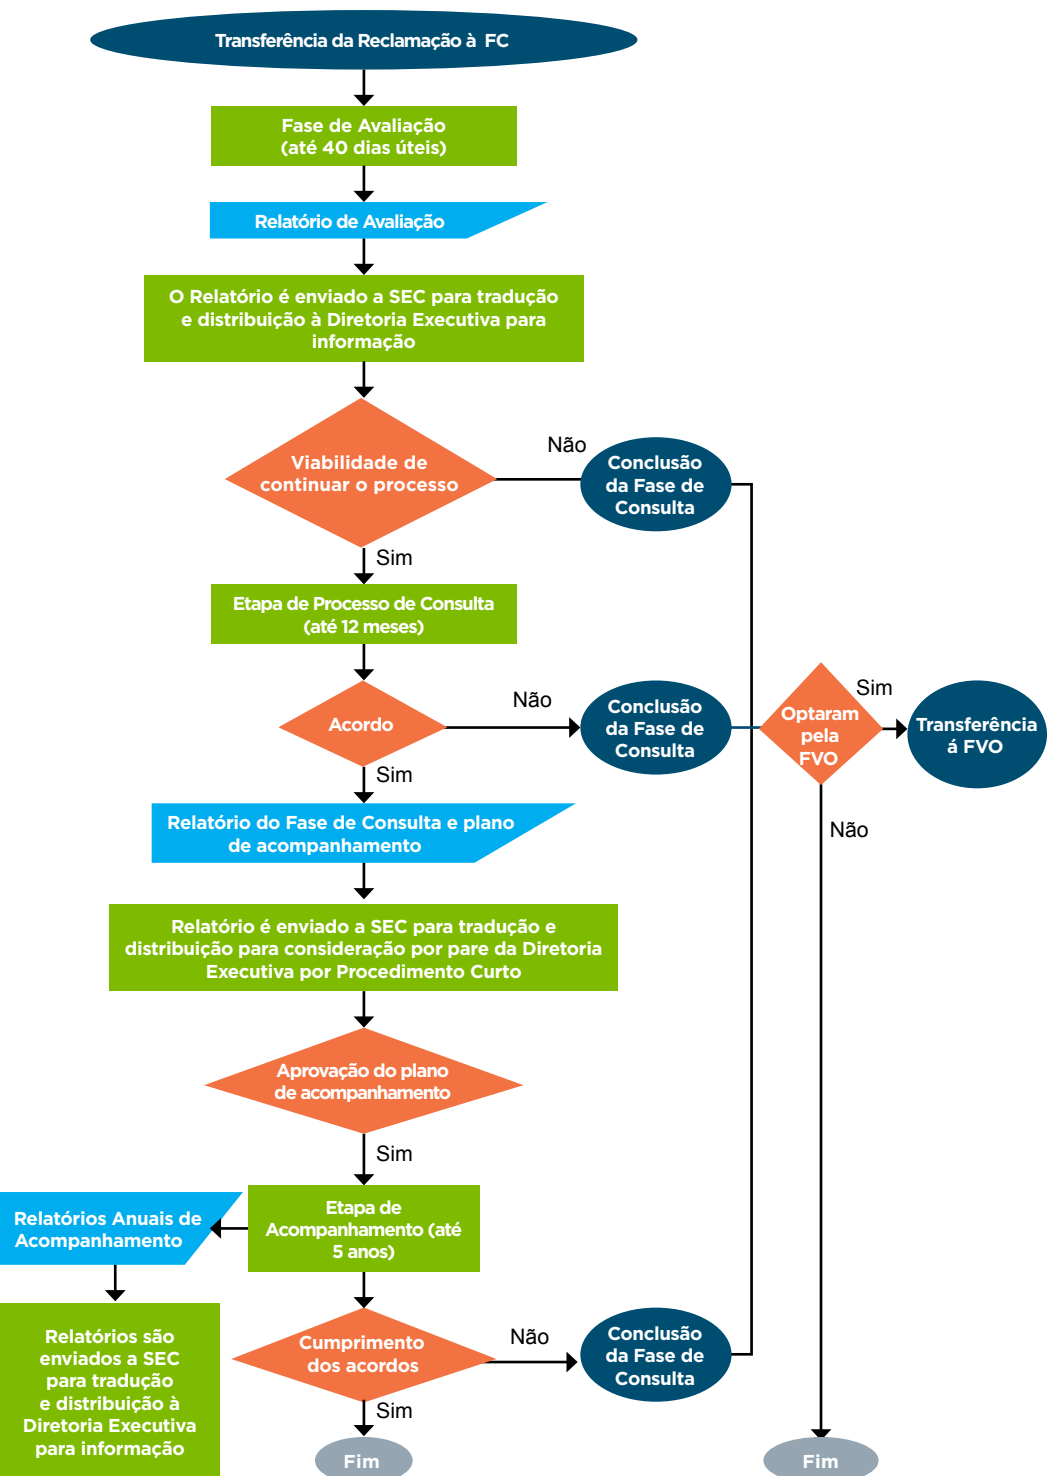 Transferência da Reclamação à FC
Fase de Avaliação
(até 40 dias úteis)
Relatório de Avaliação
O Relatório é enviado a SEC para tradução
e distribuição à Diretoria Executiva para
informação
Viabilidade de
continuar o processo
Não
Conclusão
da Fase de
Consulta
Sim
Etapa de Processo de Consulta
(até 12 meses)
Acordo
Não
Conclusão
da Fase de
Consulta
Optaram
pela
FVO
Sim
Transferência
á FVO
Não
Sim
Relatório do Fase de Consulta e plano
de acompanhamento
Relatório é enviado a SEC para tradução e
distribuição para consideração por pare da Diretoria
Executiva por Procedimento Curto
Aprovação do plano
de acompanhamento
Sim
Etapa de
Acompanhamento (até
5 anos)
Relatórios Anuais de
Acompanhamento
Relatórios são
enviados a SEC
para tradução
e distribuição à
Diretoria Executiva
para informação
Cumprimento
dos acordos
Não
Conclusão
da Fase de
Consulta
Sim
Fim
Fim